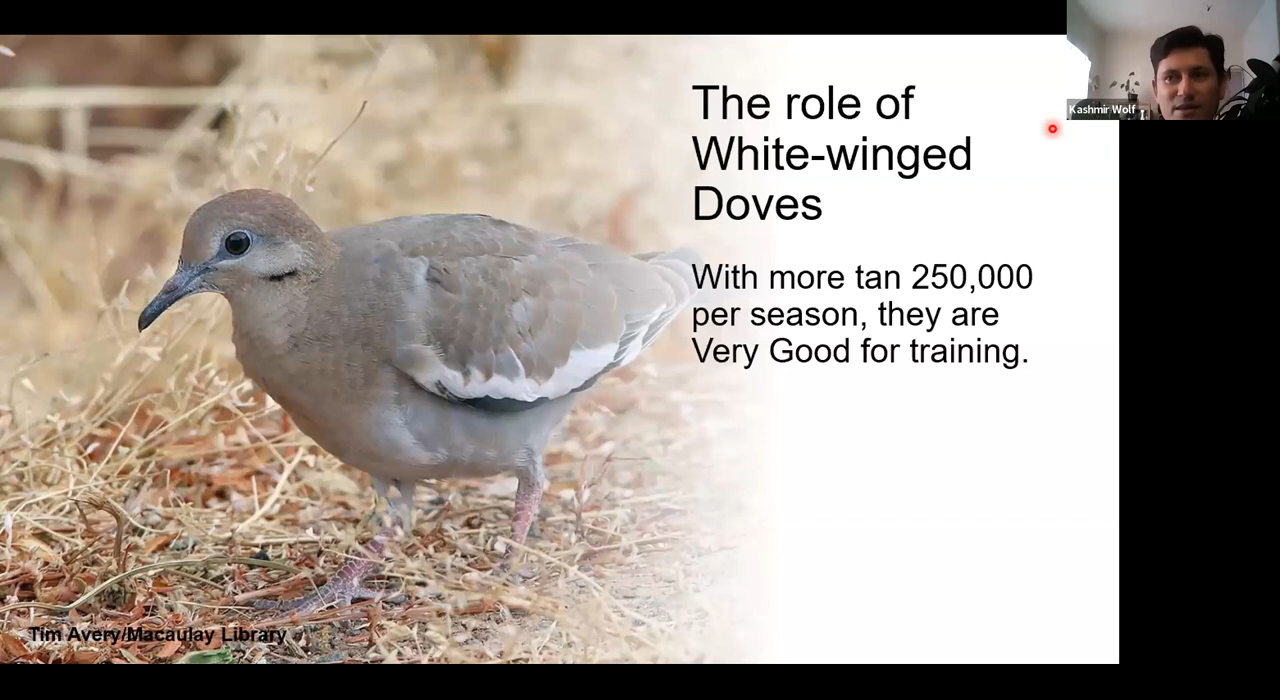 Kashmir Wolf
The role of
White-winged
Doves
With more tan 250,000
per season, they are
Very Good for training.
Tim Avery/Macaulay Library